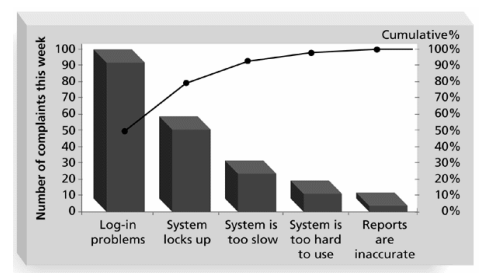 Cumulative%
Number of complaints this week
100
90
80
70
60
50
40
30
20
10
0
100%
90%
80%
70%
60%
50%
40%
30%
20%
10%
0%
Log-in
problems
System
locks up
System is
too slow
System is
too hard
to use
Reports
are
inaccurate